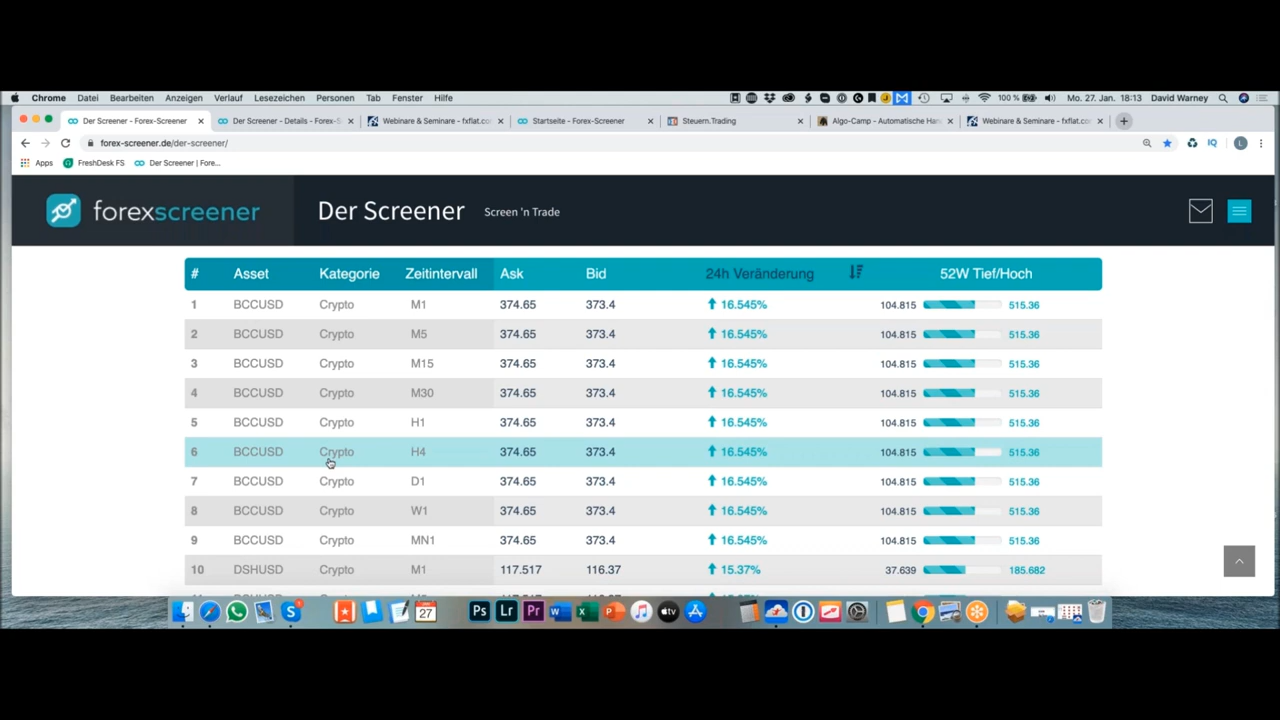 Chrome Datei Bearbeiten Anzeigen Verlauf Lesezeichen Personen Tab Fenster Hilfe 100 % Mo. 27. Jan. 18:13 David Warney
Der Screener - Forex-Screener Der Screener - Details - Forex-S Webinare & Seminare - fxflat.co Startseite - Forex-Screener Steuern.Trading Algo-Camp - Automatische Han Webinare & Seminare - fxflat.co
forex-screener.de/der-screener/
Apps FreshDesk FS Der Screener | Fore...
forexscreener Der Screener Screen 'n Trade
# Asset Kategorie Zeitintervall Ask Bid 24h Veränderung 52W Tief/Hoch
1 BCCUSD Crypto M1 374.65 373.4 16.545% 104.815 515.36
2 BCCUSD Crypto M5 374.65 373.4 16.545% 104.815 515.36
3 BCCUSD Crypto M15 374.65 373.4 16.545% 104.815 515.36
4 BCCUSD Crypto M30 374.65 373.4 16.545% 104.815 515.36
5 BCCUSD Crypto H1 374.65 373.4 16.545% 104.815 515.36
6 BCCUSD Crypto H4 374.65 373.4 16.545% 104.815 515.36
7 BCCUSD Crypto D1 374.65 373.4 16.545% 104.815 515.36
8 BCCUSD Crypto W1 374.65 373.4 16.545% 104.815 515.36
9 BCCUSD Crypto MN1 374.65 373.4 16.545% 104.815 515.36
10 DSHUSD Crypto M1 117.517 116.37 15.37% 37.639 185.682
27 Ps Lr Pr tv